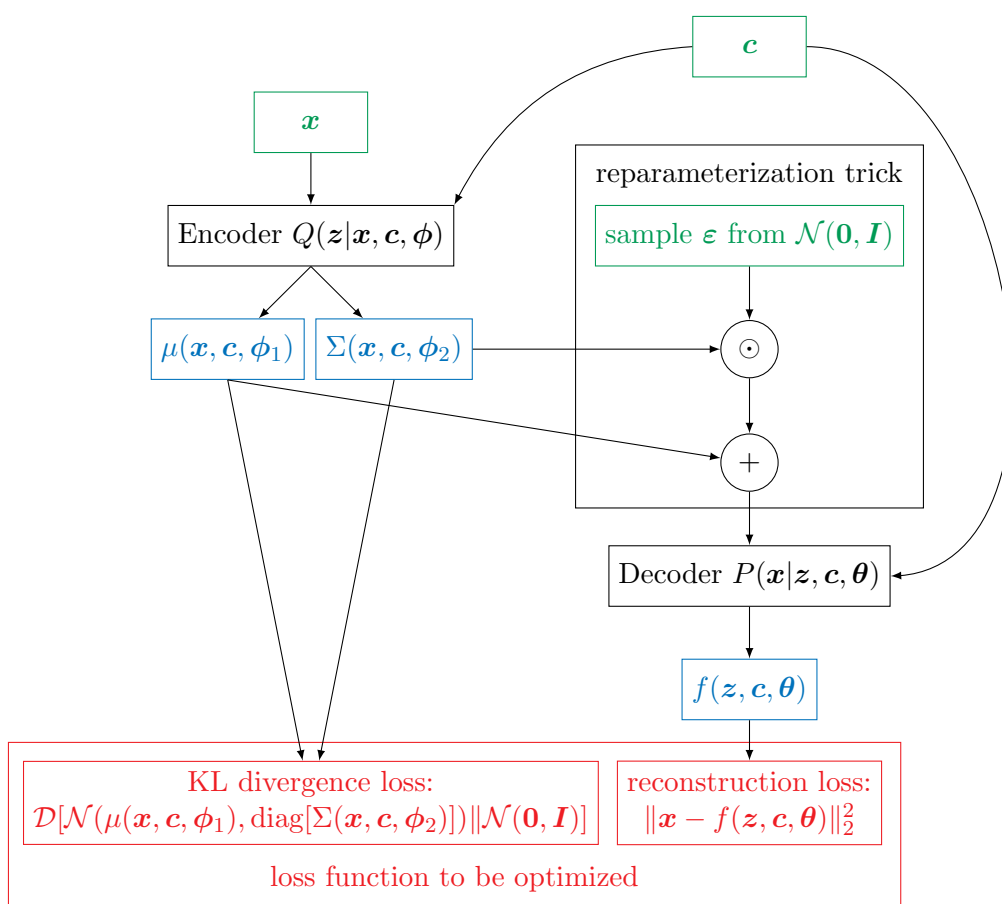 c
x
reparameterization trick
Encoder Q(z|x, c, ϕ)
sample ε from 𝒩(0, I)
μ(x, c, ϕ₁)
Σ(x, c, ϕ₂)
⊙
+
Decoder P(x|z, c, θ)
f(z, c, θ)
KL divergence loss:
𝒟[𝒩(μ(x, c, ϕ₁), diag[Σ(x, c, ϕ₂)])‖𝒩(0, I)]
reconstruction loss:
‖x − f(z, c, θ)‖₂²
loss function to be optimized